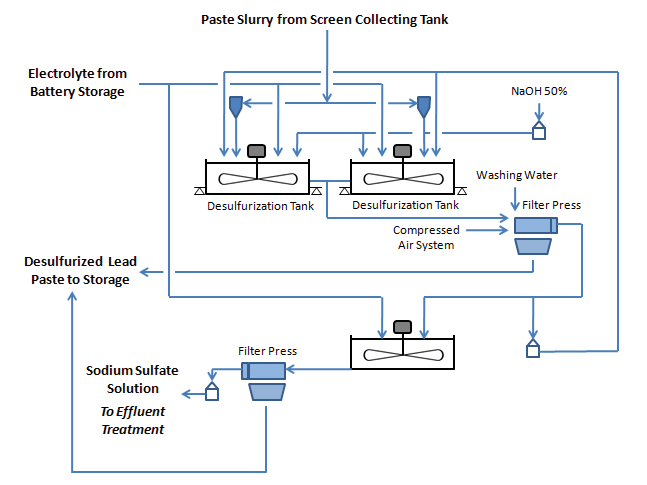 Paste Slurry from Screen Collecting Tank
Electrolyte from
Battery Storage
NaOH 50%
Washing Water
Desulfurization Tank
Desulfurization Tank
Filter Press
Compressed
Air System
Desulfurized Lead
Paste to Storage
Filter Press
Sodium Sulfate
Solution
To Effluent
Treatment